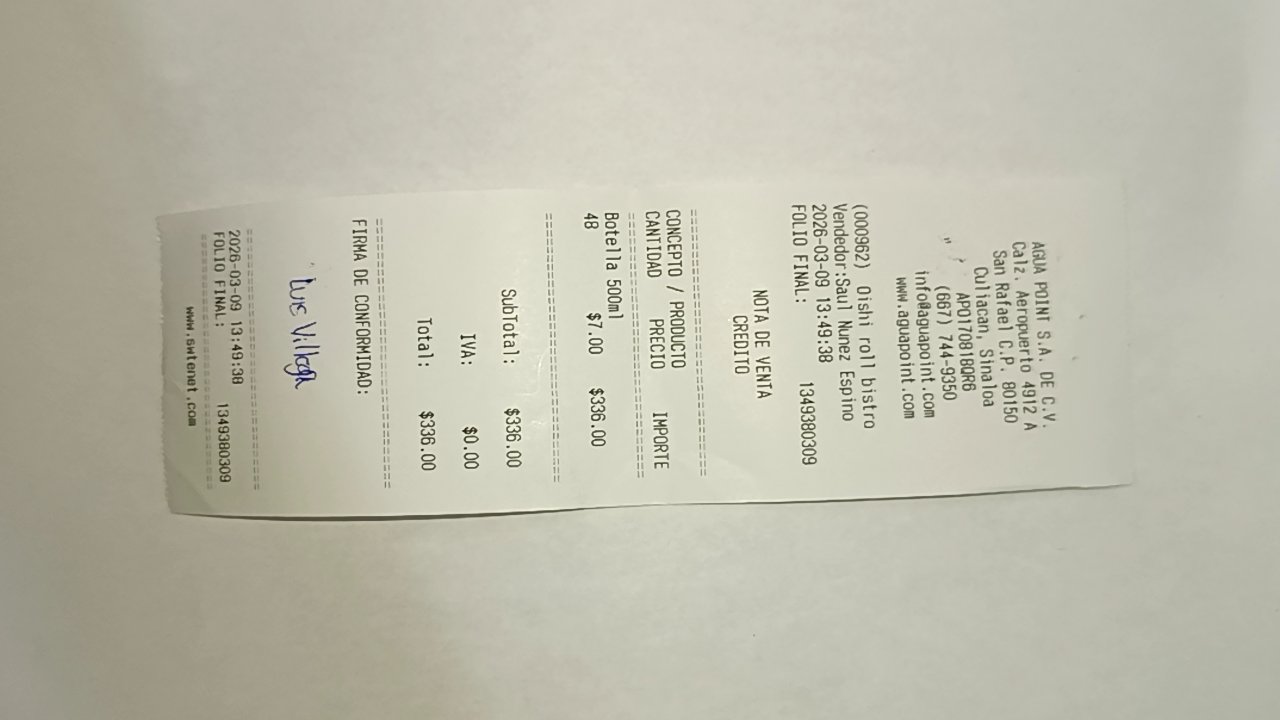 AGUA POINT S.A. DE C.V.
Calz. Aeropuerto 4912 A
San Rafael C.P. 80150
Culiacan, Sinaloa
APO170818QR6
(667) 744-9350
info@aguapoint.com
www.aguapoint.com
(000962) Oishi roll bistro
Vendedor:Saul Nunez Espino
2026-03-09 13:49:38
FOLIO FINAL: 1349380309
NOTA DE VENTA
CREDITO
CONCEPTO / PRODUCTO
CANTIDAD PRECIO IMPORTE
Botella 500ml
48 $7.00 $336.00
SubTotal: $336.00
IVA: $0.00
Total: $336.00
FIRMA DE CONFORMIDAD:
Luis Villega
2026-03-09 13:49:38
FOLIO FINAL: 1349380309
www.swtenet.com